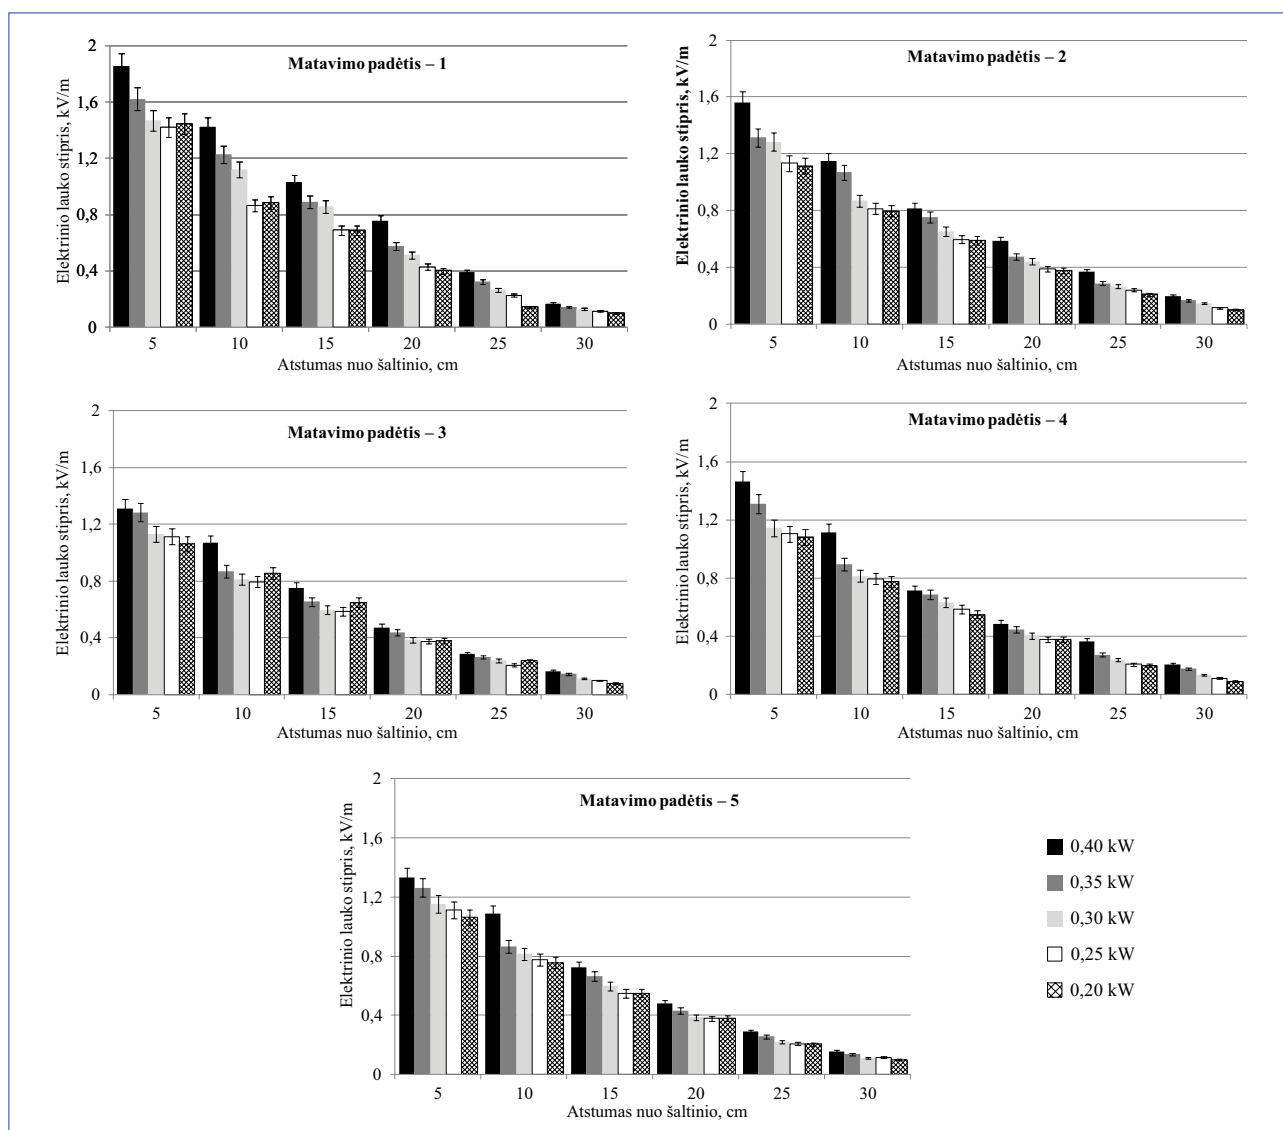 Matavimo padėtis – 1
Elektrinio lauko stipris, kV/m
2
1,6
1,2
0,8
0,4
0
5 10 15 20 25 30
Atstumas nuo šaltinio, cm
Matavimo padėtis – 2
Elektrinio lauko stipris, kV/m
2
1,6
1,2
0,8
0,4
0
5 10 15 20 25 30
Atstumas nuo šaltinio, cm
Matavimo padėtis – 3
Elektrinio lauko stipris, kV/m
2
1,6
1,2
0,8
0,4
0
5 10 15 20 25 30
Atstumas nuo šaltinio, cm
Matavimo padėtis – 4
Elektrinio lauko stipris, kV/m
2
1,6
1,2
0,8
0,4
0
5 10 15 20 25 30
Atstumas nuo šaltinio, cm
Matavimo padėtis – 5
Elektrinio lauko stipris, kV/m
2
1,6
1,2
0,8
0,4
0
5 10 15 20 25 30
Atstumas nuo šaltinio, cm
0,40 kW
0,35 kW
0,30 kW
0,25 kW
0,20 kW